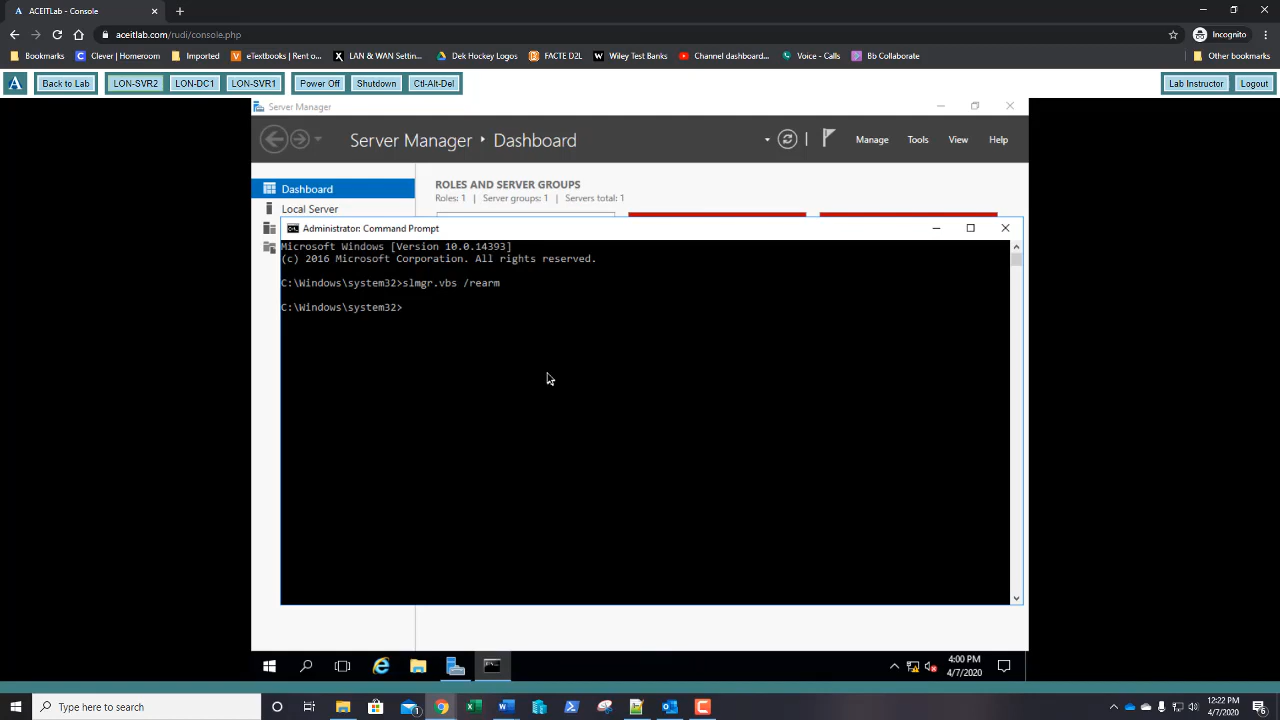 ACEITLab - Console
aceitlab.com/rudi/console.php
Incognito
Bookmarks
Clever | Homeroom
Imported
eTextbooks | Rent o...
LAN & WAN Settin...
Dek Hockey Logos
FACTE D2L
Wiley Test Banks
Channel dashboard...
Voice - Calls
Bb Collaborate
Other bookmarks
A
Back to Lab
LON-SVR2
LON-DC1
LON-SVR1
Power Off
Shutdown
Ctl-Alt-Del
Lab Instructor
Logout
Server Manager
Server Manager ‣ Dashboard
Manage
Tools
View
Help
Dashboard
Local Server
ROLES AND SERVER GROUPS
Roles: 1 | Server groups: 1 | Servers total: 1
Administrator: Command Prompt
Microsoft Windows [Version 10.0.14393]
(c) 2016 Microsoft Corporation. All rights reserved.
C:\Windows\system32>slmgr.vbs /rearm
C:\Windows\system32>
4:00 PM
4/7/2020
Type here to search
12:22 PM
4/7/2020